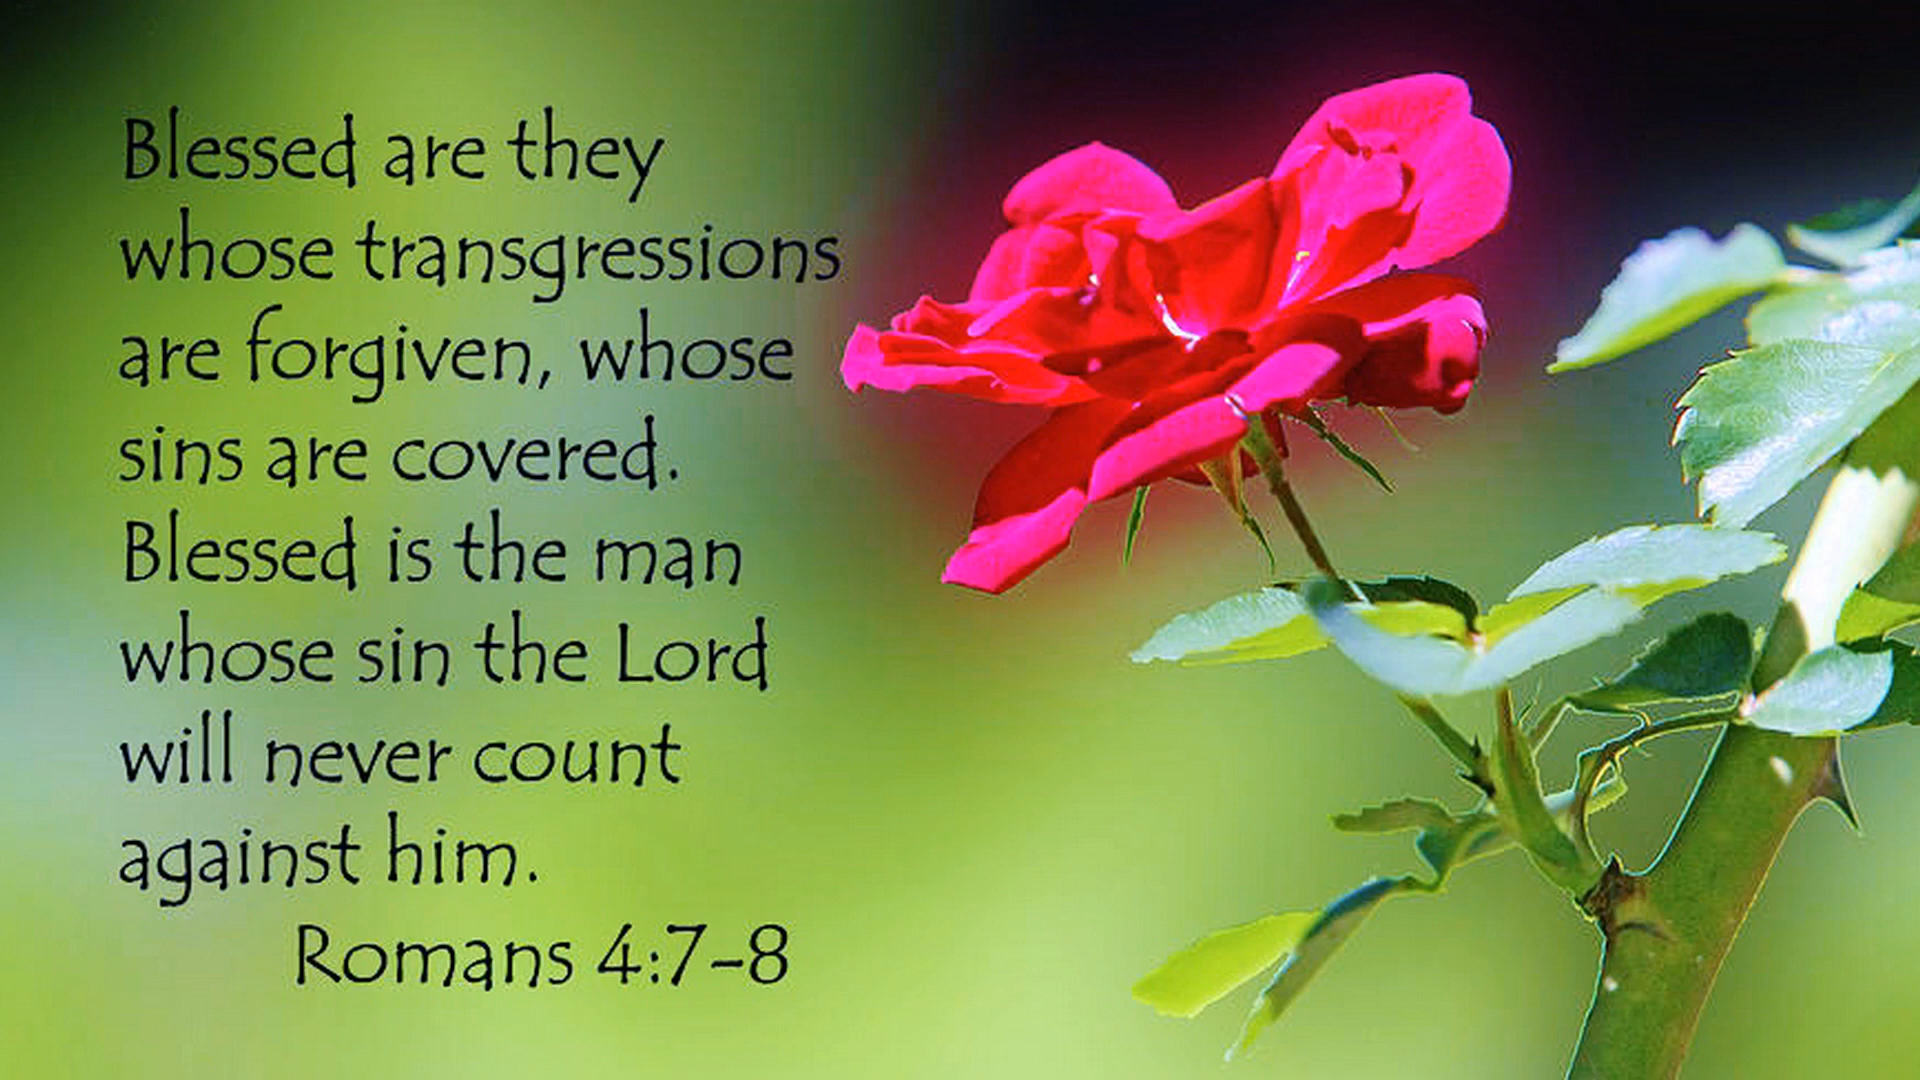 Blessed are they
whose transgressions
are forgiven, whose
sins are covered.
Blessed is the man
whose sin the Lord
will never count
against him.
Romans 4:7-8